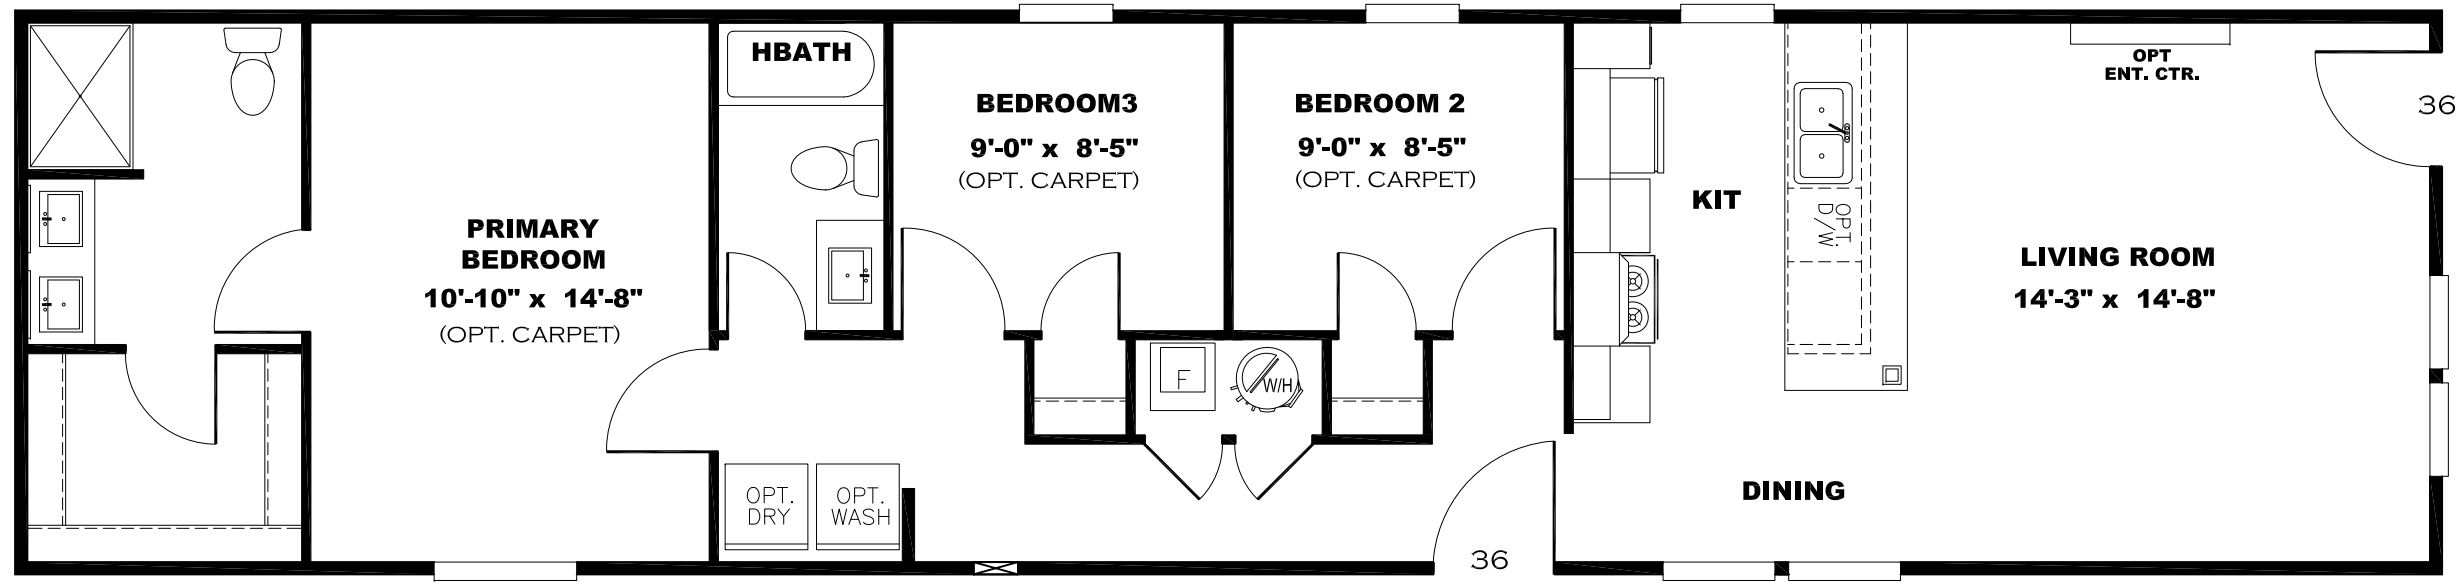 HBATH
OPT
ENT. CTR.
36
BEDROOM3
9'-0" x 8'-5"
(OPT. CARPET)
BEDROOM 2
9'-0" x 8'-5"
(OPT. CARPET)
KIT
OPT.
D/W.
PRIMARY
BEDROOM
10'-10" x 14'-8"
(OPT. CARPET)
LIVING ROOM
14'-3" x 14'-8"
F
W/H
OPT.
DRY
OPT.
WASH
DINING
36